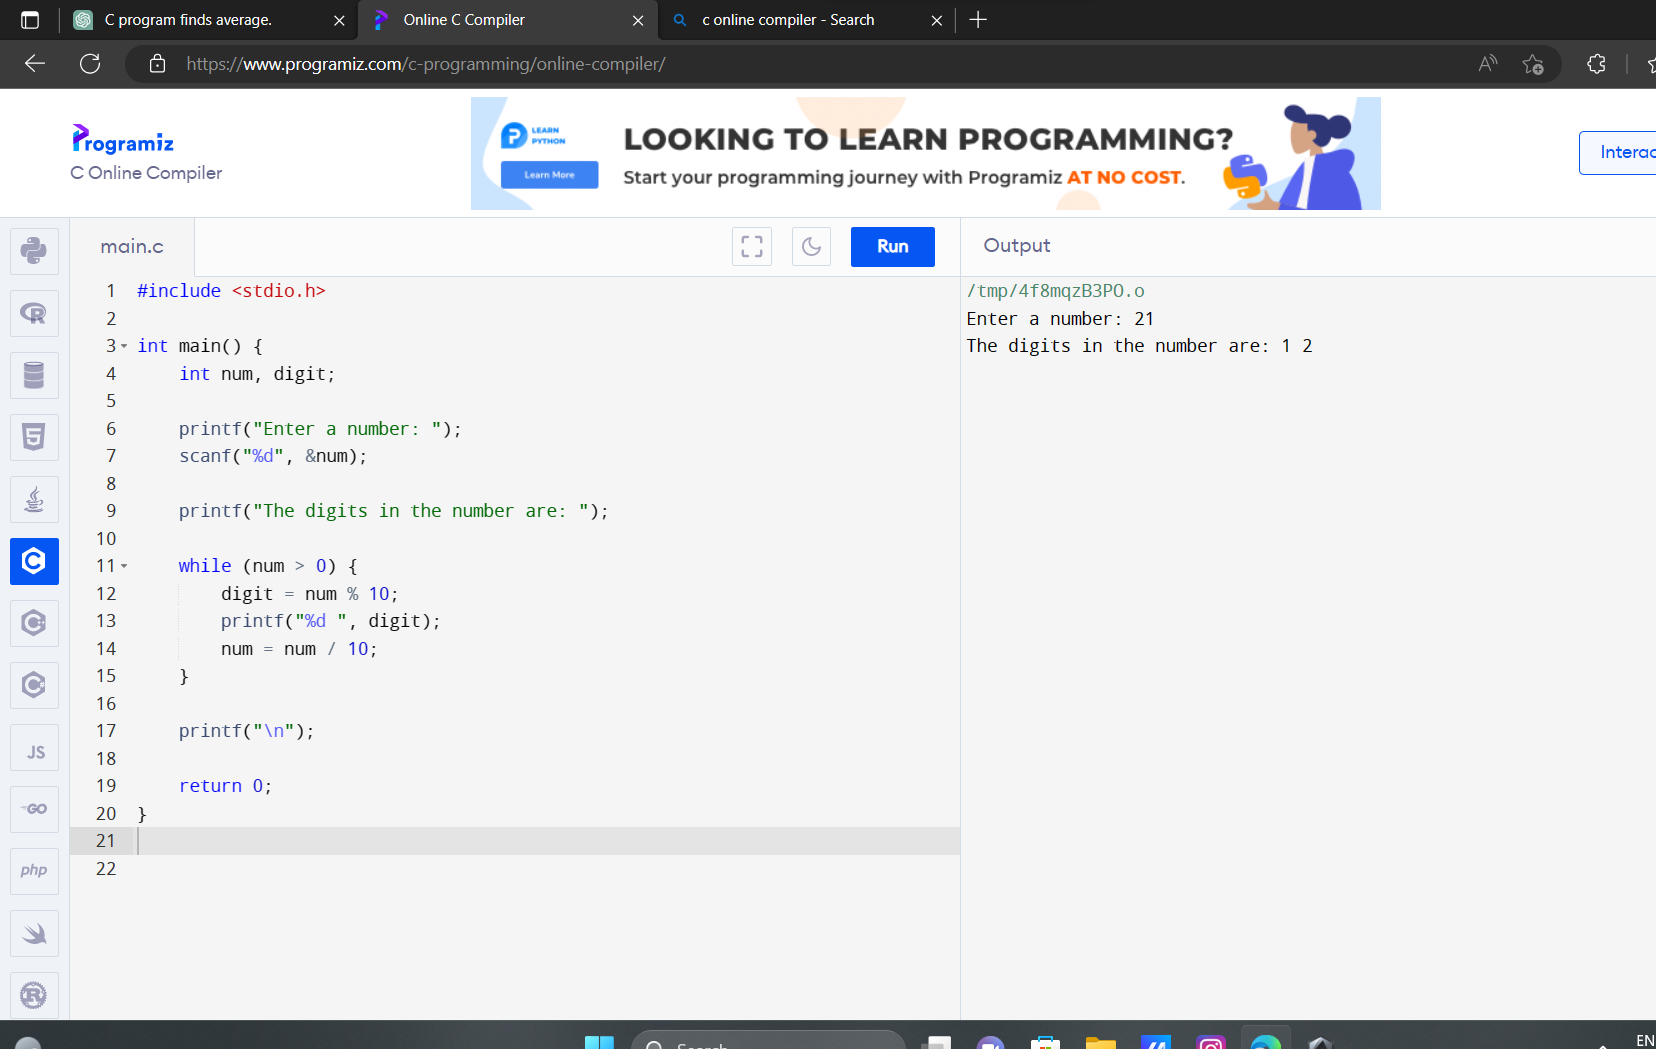 C program finds average.
Online C Compiler
c online compiler - Search
https://www.programiz.com/c-programming/online-compiler/
Programiz
C Online Compiler
LEARN
PYTHON
Learn More
LOOKING TO LEARN PROGRAMMING?
Start your programming journey with Programiz AT NO COST.
Interac
main.c
Run
Output
1 #include <stdio.h>
2
3 int main() {
4     int num, digit;
5
6     printf("Enter a number: ");
7     scanf("%d", &num);
8
9     printf("The digits in the number are: ");
10
11     while (num > 0) {
12         digit = num % 10;
13         printf("%d ", digit);
14         num = num / 10;
15     }
16
17     printf("\n");
18
19     return 0;
20 }
21
22
/tmp/4f8mqzB3PO.o
Enter a number: 21
The digits in the number are: 1 2
JS
GO
php
Search
EN